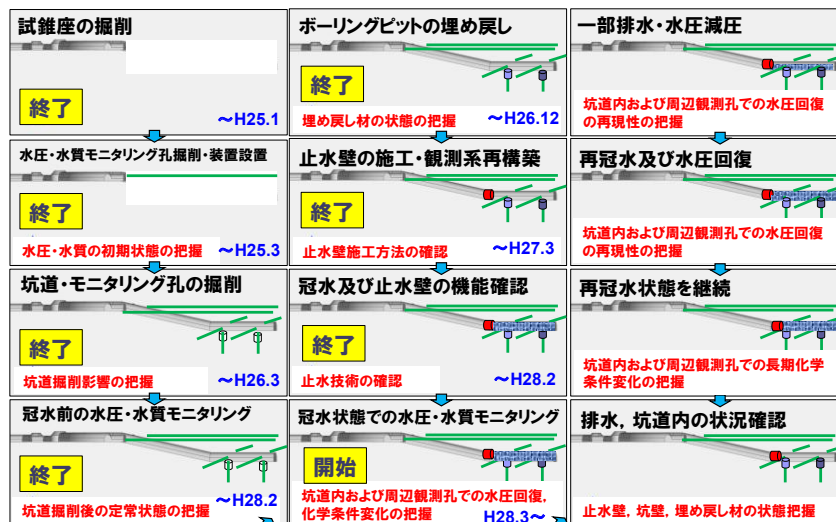 試錐座の掘削
終了
～H25.1
水圧・水質モニタリング孔掘削・装置設置
終了
水圧・水質の初期状態の把握
～H25.3
坑道・モニタリング孔の掘削
終了
坑道掘削影響の把握
～H26.3
冠水前の水圧・水質モニタリング
終了
～H28.2
坑道掘削後の定常状態の把握
ボーリングピットの埋め戻し
終了
埋め戻し材の状態の把握
～H26.12
止水壁の施工・観測系再構築
終了
止水壁施工方法の確認
～H27.3
冠水及び止水壁の機能確認
終了
止水技術の確認
～H28.2
冠水状態での水圧・水質モニタリング
開始
坑道内および周辺観測孔での水圧回復，
化学条件変化の把握
H28.3～
一部排水・水圧減圧
坑道内および周辺観測孔での水圧回復
の再現性の把握
再冠水及び水圧回復
坑道内および周辺観測孔での水圧回復
の再現性の把握
再冠水状態を継続
坑道内および周辺観測孔での長期化学
条件変化の把握
排水，坑道内の状況確認
止水壁，坑壁，埋め戻し材の状態把握